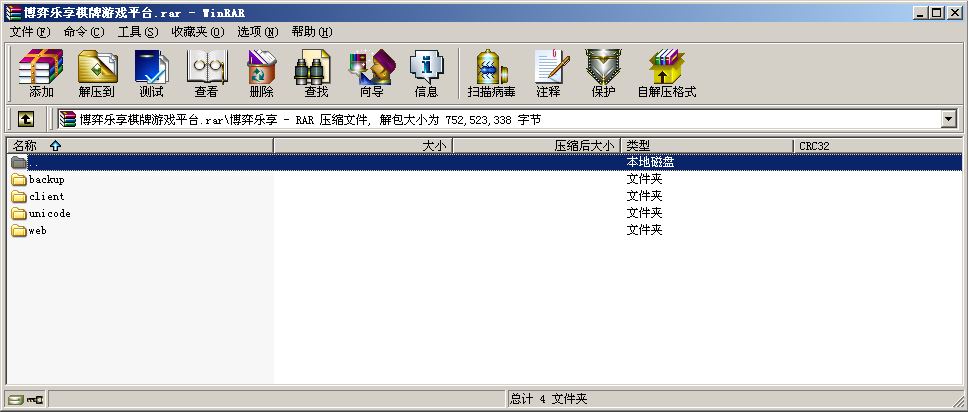 博弈乐享棋牌游戏平台.rar - WinRAR
文件(F) 命令(C) 工具(S) 收藏夹(O) 选项(N) 帮助(H)
添加 解压到 测试 查看 删除 查找 向导 信息 扫描病毒 注释 保护 自解压格式
博弈乐享棋牌游戏平台.rar\博弈乐享 - RAR 压缩文件, 解包大小为 752,523,338 字节
名称 大小 压缩后大小 类型 CRC32
.. 本地磁盘
backup 文件夹
client 文件夹
unicode 文件夹
web 文件夹
总计 4 文件夹